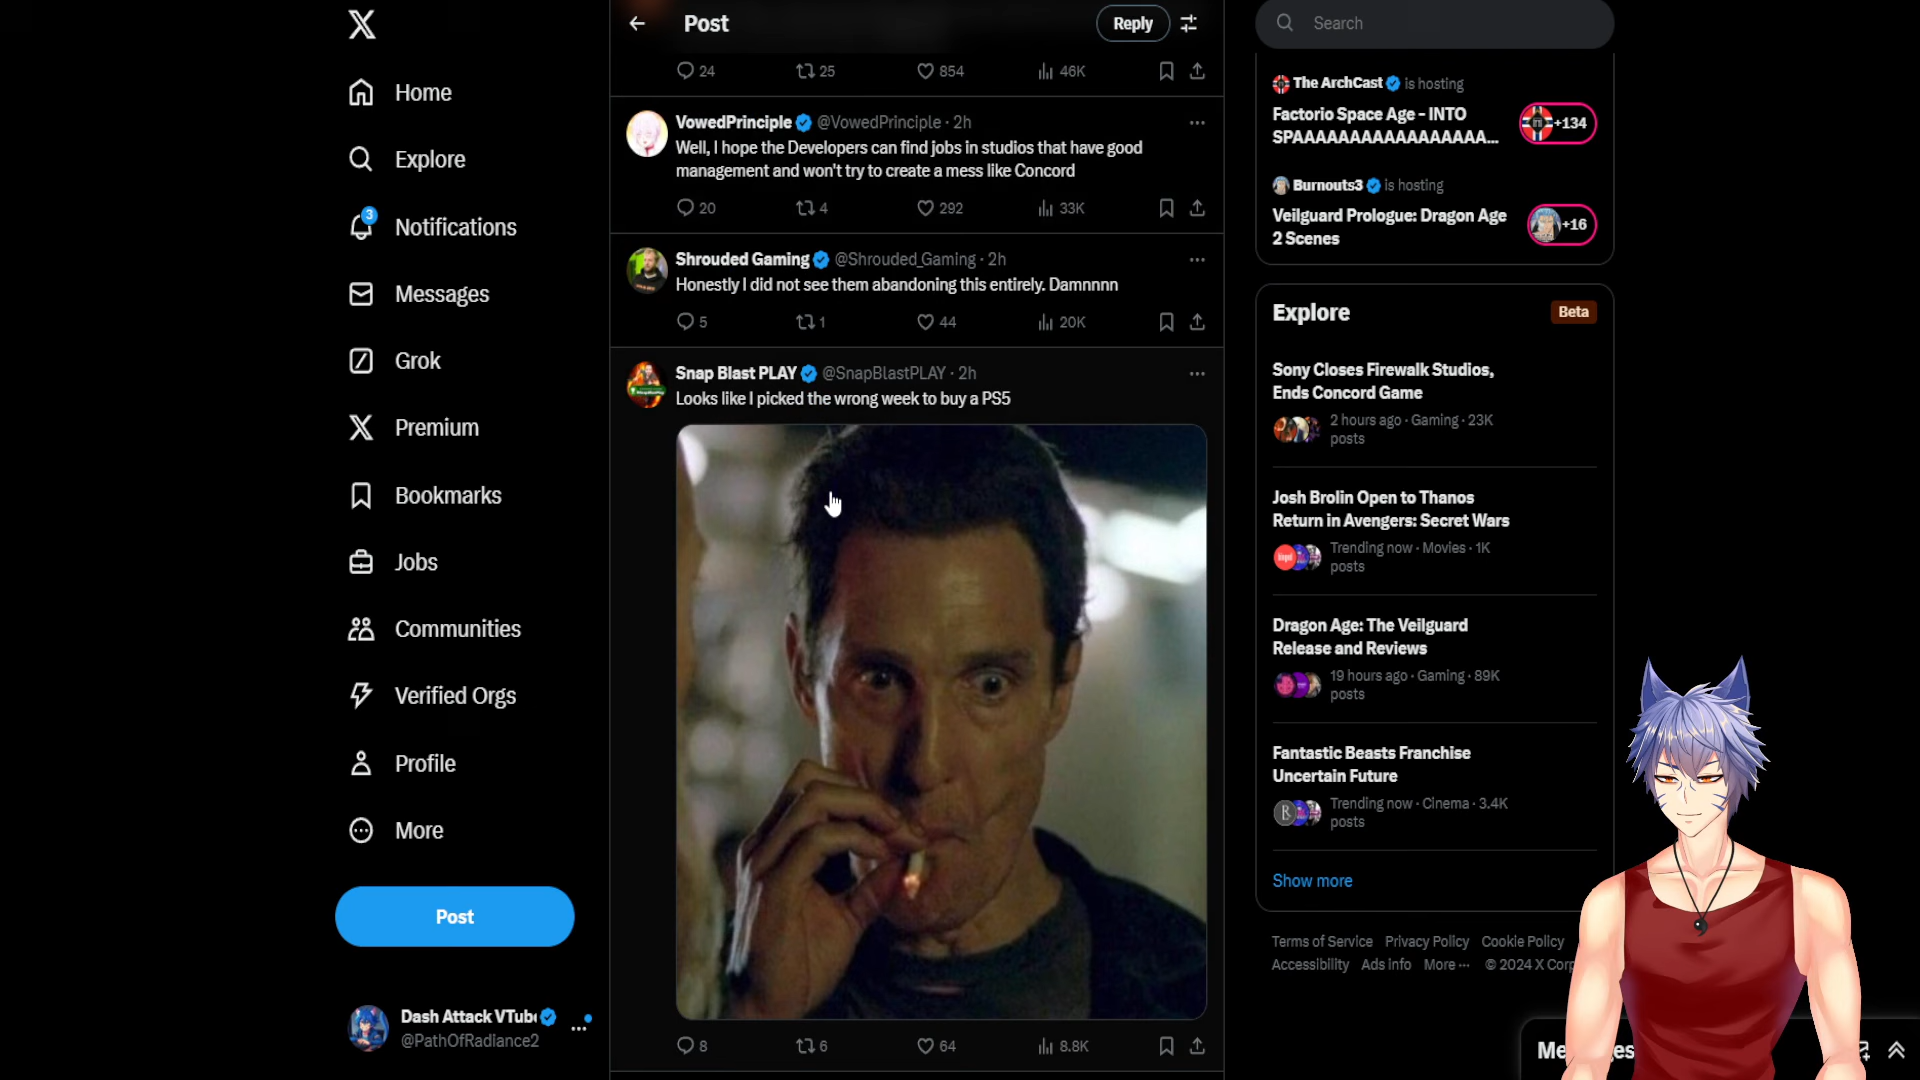 Home
Explore
3
Notifications
Messages
Grok
Premium
Bookmarks
Jobs
Communities
Verified Orgs
Profile
More
Post
Dash Attack VTub
@PathOfRadiance2
Post
Reply
24 25 854 46K
VowedPrinciple @VowedPrinciple · 2h
Well, I hope the Developers can find jobs in studios that have good
management and won't try to create a mess like Concord
20 4 292 33K
Shrouded Gaming @Shrouded_Gaming · 2h
Honestly I did not see them abandoning this entirely. Damnnnn
5 1 44 20K
Snap Blast PLAY @SnapBlastPLAY · 2h
Looks like I picked the wrong week to buy a PS5
8 6 64 8.8K
Search
The ArchCast is hosting
Factorio Space Age - INTO
SPAAAAAAAAAAAAAAAAA...
+134
Burnouts3 is hosting
Veilguard Prologue: Dragon Age
2 Scenes
+16
Explore
Beta
Sony Closes Firewalk Studios,
Ends Concord Game
2 hours ago · Gaming · 23K
posts
Josh Brolin Open to Thanos
Return in Avengers: Secret Wars
Trending now · Movies · 1K
posts
Dragon Age: The Veilguard
Release and Reviews
19 hours ago · Gaming · 89K
posts
Fantastic Beasts Franchise
Uncertain Future
Trending now · Cinema · 3.4K
posts
Show more
Terms of Service Privacy Policy Cookie Policy
Accessibility Ads info More ··· © 2024 X Corp